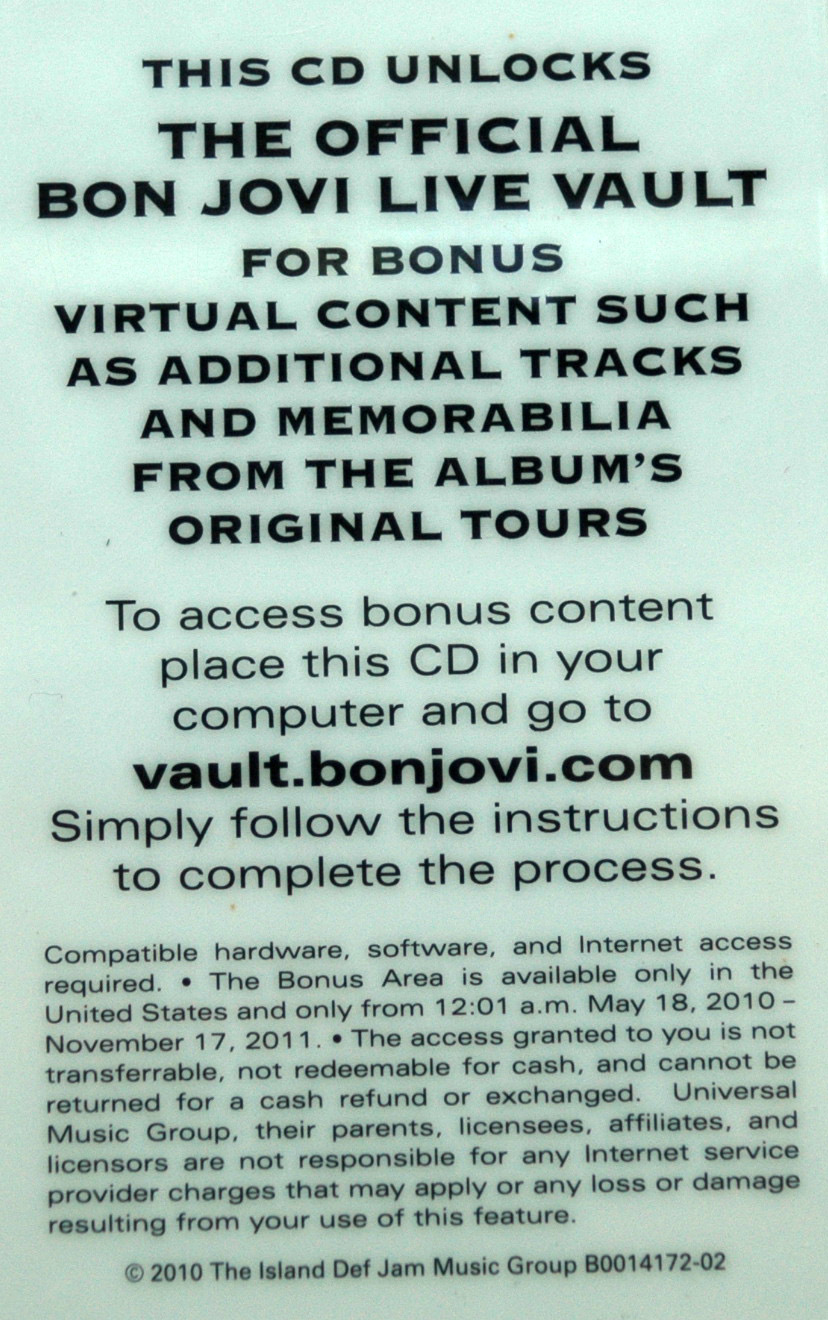 THIS CD UNLOCKS
THE OFFICIAL
BON JOVI LIVE VAULT
FOR BONUS
VIRTUAL CONTENT SUCH
AS ADDITIONAL TRACKS
AND MEMORABILIA
FROM THE ALBUM'S
ORIGINAL TOURS
To access bonus content
place this CD in your
computer and go to
vault.bonjovi.com
Simply follow the instructions
to complete the process.
Compatible hardware, software, and Internet access
required. • The Bonus Area is available only in the
United States and only from 12:01 a.m. May 18, 2010 –
November 17, 2011. • The access granted to you is not
transferrable, not redeemable for cash, and cannot be
returned for a cash refund or exchanged. Universal
Music Group, their parents, licensees, affiliates, and
licensors are not responsible for any Internet service
provider charges that may apply or any loss or damage
resulting from your use of this feature.
© 2010 The Island Def Jam Music Group B0014172-02